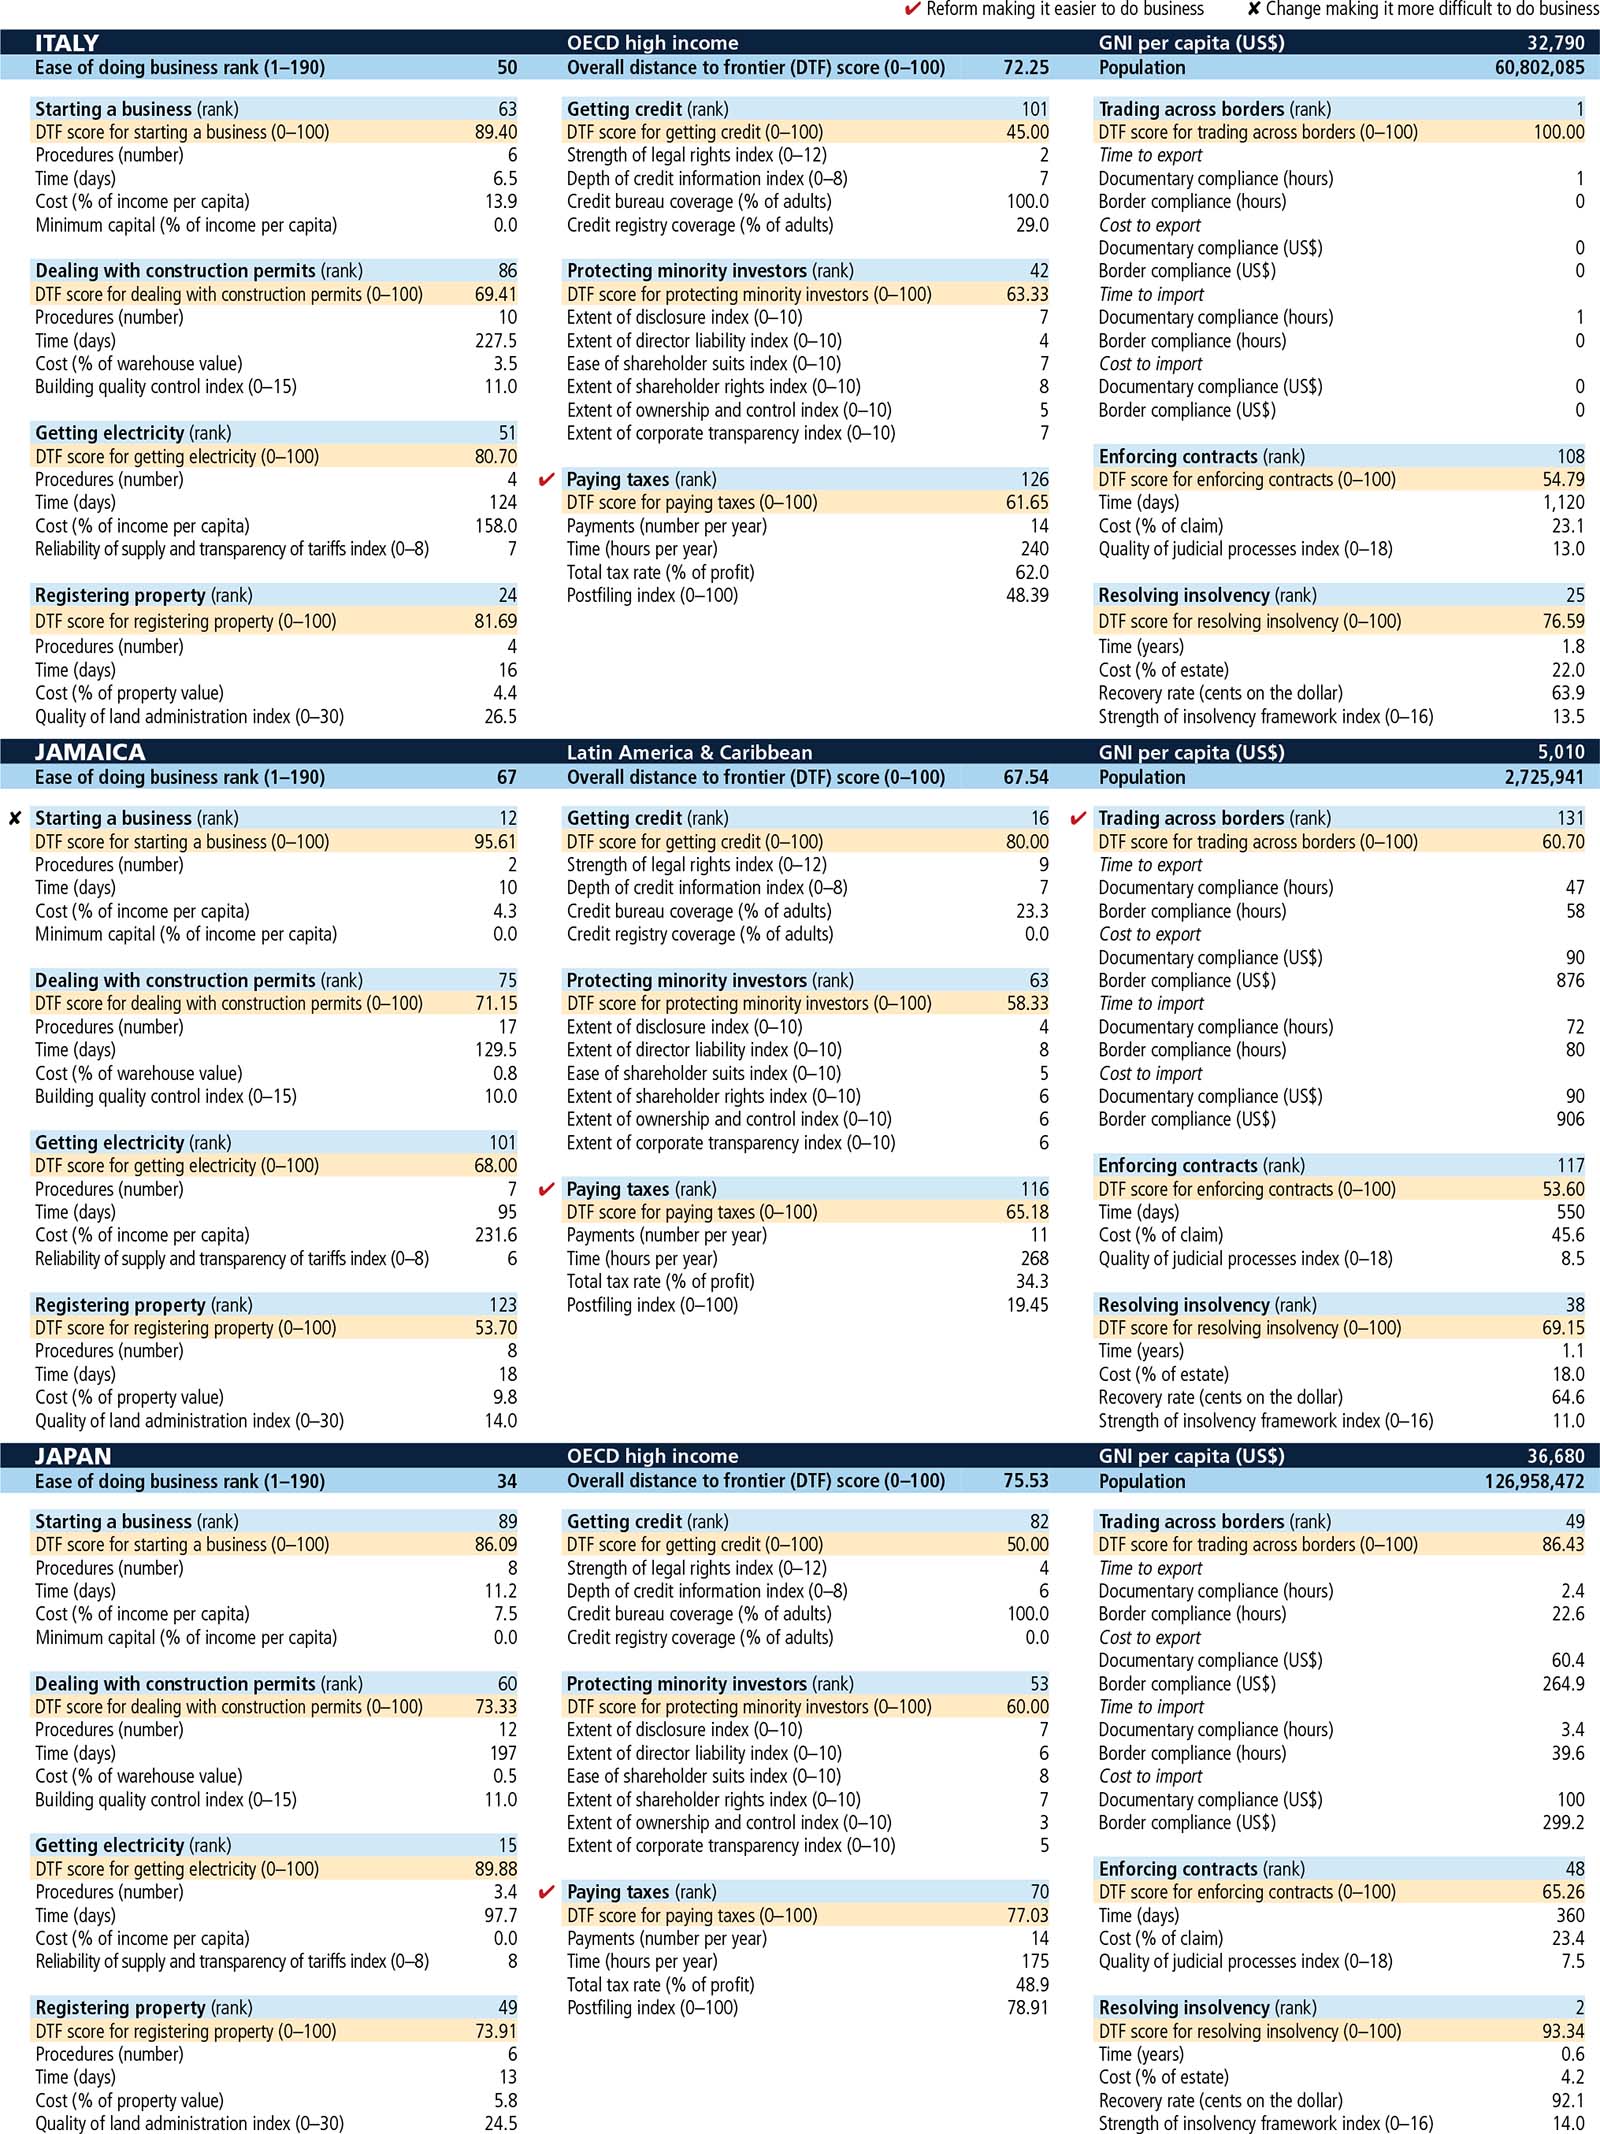 ✔ Reform making it easier to do business ✘ Change making it more difficult to do business
ITALY OECD high income GNI per capita (US$) 32,790
Ease of doing business rank (1–190) 50 Overall distance to frontier (DTF) score (0–100) 72.25 Population 60,802,085
Starting a business (rank) 63
DTF score for starting a business (0–100) 89.40
Procedures (number) 6
Time (days) 6.5
Cost (% of income per capita) 13.9
Minimum capital (% of income per capita) 0.0
Dealing with construction permits (rank) 86
DTF score for dealing with construction permits (0–100) 69.41
Procedures (number) 10
Time (days) 227.5
Cost (% of warehouse value) 3.5
Building quality control index (0–15) 11.0
Getting electricity (rank) 51
DTF score for getting electricity (0–100) 80.70
Procedures (number) 4
Time (days) 124
Cost (% of income per capita) 158.0
Reliability of supply and transparency of tariffs index (0–8) 7
Registering property (rank) 24
DTF score for registering property (0–100) 81.69
Procedures (number) 4
Time (days) 16
Cost (% of property value) 4.4
Quality of land administration index (0–30) 26.5
Getting credit (rank) 101
DTF score for getting credit (0–100) 45.00
Strength of legal rights index (0–12) 2
Depth of credit information index (0–8) 7
Credit bureau coverage (% of adults) 100.0
Credit registry coverage (% of adults) 29.0
Protecting minority investors (rank) 42
DTF score for protecting minority investors (0–100) 63.33
Extent of disclosure index (0–10) 7
Extent of director liability index (0–10) 4
Ease of shareholder suits index (0–10) 7
Extent of shareholder rights index (0–10) 8
Extent of ownership and control index (0–10) 5
Extent of corporate transparency index (0–10) 7
✔ Paying taxes (rank) 126
DTF score for paying taxes (0–100) 61.65
Payments (number per year) 14
Time (hours per year) 240
Total tax rate (% of profit) 62.0
Postfiling index (0–100) 48.39
Trading across borders (rank) 1
DTF score for trading across borders (0–100) 100.00
Time to export
Documentary compliance (hours) 1
Border compliance (hours) 0
Cost to export
Documentary compliance (US$) 0
Border compliance (US$) 0
Time to import
Documentary compliance (hours) 1
Border compliance (hours) 0
Cost to import
Documentary compliance (US$) 0
Border compliance (US$) 0
Enforcing contracts (rank) 108
DTF score for enforcing contracts (0–100) 54.79
Time (days) 1,120
Cost (% of claim) 23.1
Quality of judicial processes index (0–18) 13.0
Resolving insolvency (rank) 25
DTF score for resolving insolvency (0–100) 76.59
Time (years) 1.8
Cost (% of estate) 22.0
Recovery rate (cents on the dollar) 63.9
Strength of insolvency framework index (0–16) 13.5
JAMAICA Latin America & Caribbean GNI per capita (US$) 5,010
Ease of doing business rank (1–190) 67 Overall distance to frontier (DTF) score (0–100) 67.54 Population 2,725,941
✘ Starting a business (rank) 12
DTF score for starting a business (0–100) 95.61
Procedures (number) 2
Time (days) 10
Cost (% of income per capita) 4.3
Minimum capital (% of income per capita) 0.0
Dealing with construction permits (rank) 75
DTF score for dealing with construction permits (0–100) 71.15
Procedures (number) 17
Time (days) 129.5
Cost (% of warehouse value) 0.8
Building quality control index (0–15) 10.0
Getting electricity (rank) 101
DTF score for getting electricity (0–100) 68.00
Procedures (number) 7
Time (days) 95
Cost (% of income per capita) 231.6
Reliability of supply and transparency of tariffs index (0–8) 6
Registering property (rank) 123
DTF score for registering property (0–100) 53.70
Procedures (number) 8
Time (days) 18
Cost (% of property value) 9.8
Quality of land administration index (0–30) 14.0
Getting credit (rank) 16
DTF score for getting credit (0–100) 80.00
Strength of legal rights index (0–12) 9
Depth of credit information index (0–8) 7
Credit bureau coverage (% of adults) 23.3
Credit registry coverage (% of adults) 0.0
Protecting minority investors (rank) 63
DTF score for protecting minority investors (0–100) 58.33
Extent of disclosure index (0–10) 4
Extent of director liability index (0–10) 8
Ease of shareholder suits index (0–10) 5
Extent of shareholder rights index (0–10) 6
Extent of ownership and control index (0–10) 6
Extent of corporate transparency index (0–10) 6
✔ Paying taxes (rank) 116
DTF score for paying taxes (0–100) 65.18
Payments (number per year) 11
Time (hours per year) 268
Total tax rate (% of profit) 34.3
Postfiling index (0–100) 19.45
✔ Trading across borders (rank) 131
DTF score for trading across borders (0–100) 60.70
Time to export
Documentary compliance (hours) 47
Border compliance (hours) 58
Cost to export
Documentary compliance (US$) 90
Border compliance (US$) 876
Time to import
Documentary compliance (hours) 72
Border compliance (hours) 80
Cost to import
Documentary compliance (US$) 90
Border compliance (US$) 906
Enforcing contracts (rank) 117
DTF score for enforcing contracts (0–100) 53.60
Time (days) 550
Cost (% of claim) 45.6
Quality of judicial processes index (0–18) 8.5
Resolving insolvency (rank) 38
DTF score for resolving insolvency (0–100) 69.15
Time (years) 1.1
Cost (% of estate) 18.0
Recovery rate (cents on the dollar) 64.6
Strength of insolvency framework index (0–16) 11.0
JAPAN OECD high income GNI per capita (US$) 36,680
Ease of doing business rank (1–190) 34 Overall distance to frontier (DTF) score (0–100) 75.53 Population 126,958,472
Starting a business (rank) 89
DTF score for starting a business (0–100) 86.09
Procedures (number) 8
Time (days) 11.2
Cost (% of income per capita) 7.5
Minimum capital (% of income per capita) 0.0
Dealing with construction permits (rank) 60
DTF score for dealing with construction permits (0–100) 73.33
Procedures (number) 12
Time (days) 197
Cost (% of warehouse value) 0.5
Building quality control index (0–15) 11.0
Getting electricity (rank) 15
DTF score for getting electricity (0–100) 89.88
Procedures (number) 3.4
Time (days) 97.7
Cost (% of income per capita) 0.0
Reliability of supply and transparency of tariffs index (0–8) 8
Registering property (rank) 49
DTF score for registering property (0–100) 73.91
Procedures (number) 6
Time (days) 13
Cost (% of property value) 5.8
Quality of land administration index (0–30) 24.5
Getting credit (rank) 82
DTF score for getting credit (0–100) 50.00
Strength of legal rights index (0–12) 4
Depth of credit information index (0–8) 6
Credit bureau coverage (% of adults) 100.0
Credit registry coverage (% of adults) 0.0
Protecting minority investors (rank) 53
DTF score for protecting minority investors (0–100) 60.00
Extent of disclosure index (0–10) 7
Extent of director liability index (0–10) 6
Ease of shareholder suits index (0–10) 8
Extent of shareholder rights index (0–10) 7
Extent of ownership and control index (0–10) 3
Extent of corporate transparency index (0–10) 5
✔ Paying taxes (rank) 70
DTF score for paying taxes (0–100) 77.03
Payments (number per year) 14
Time (hours per year) 175
Total tax rate (% of profit) 48.9
Postfiling index (0–100) 78.91
Trading across borders (rank) 49
DTF score for trading across borders (0–100) 86.43
Time to export
Documentary compliance (hours) 2.4
Border compliance (hours) 22.6
Cost to export
Documentary compliance (US$) 60.4
Border compliance (US$) 264.9
Time to import
Documentary compliance (hours) 3.4
Border compliance (hours) 39.6
Cost to import
Documentary compliance (US$) 100
Border compliance (US$) 299.2
Enforcing contracts (rank) 48
DTF score for enforcing contracts (0–100) 65.26
Time (days) 360
Cost (% of claim) 23.4
Quality of judicial processes index (0–18) 7.5
Resolving insolvency (rank) 2
DTF score for resolving insolvency (0–100) 93.34
Time (years) 0.6
Cost (% of estate) 4.2
Recovery rate (cents on the dollar) 92.1
Strength of insolvency framework index (0–16) 14.0